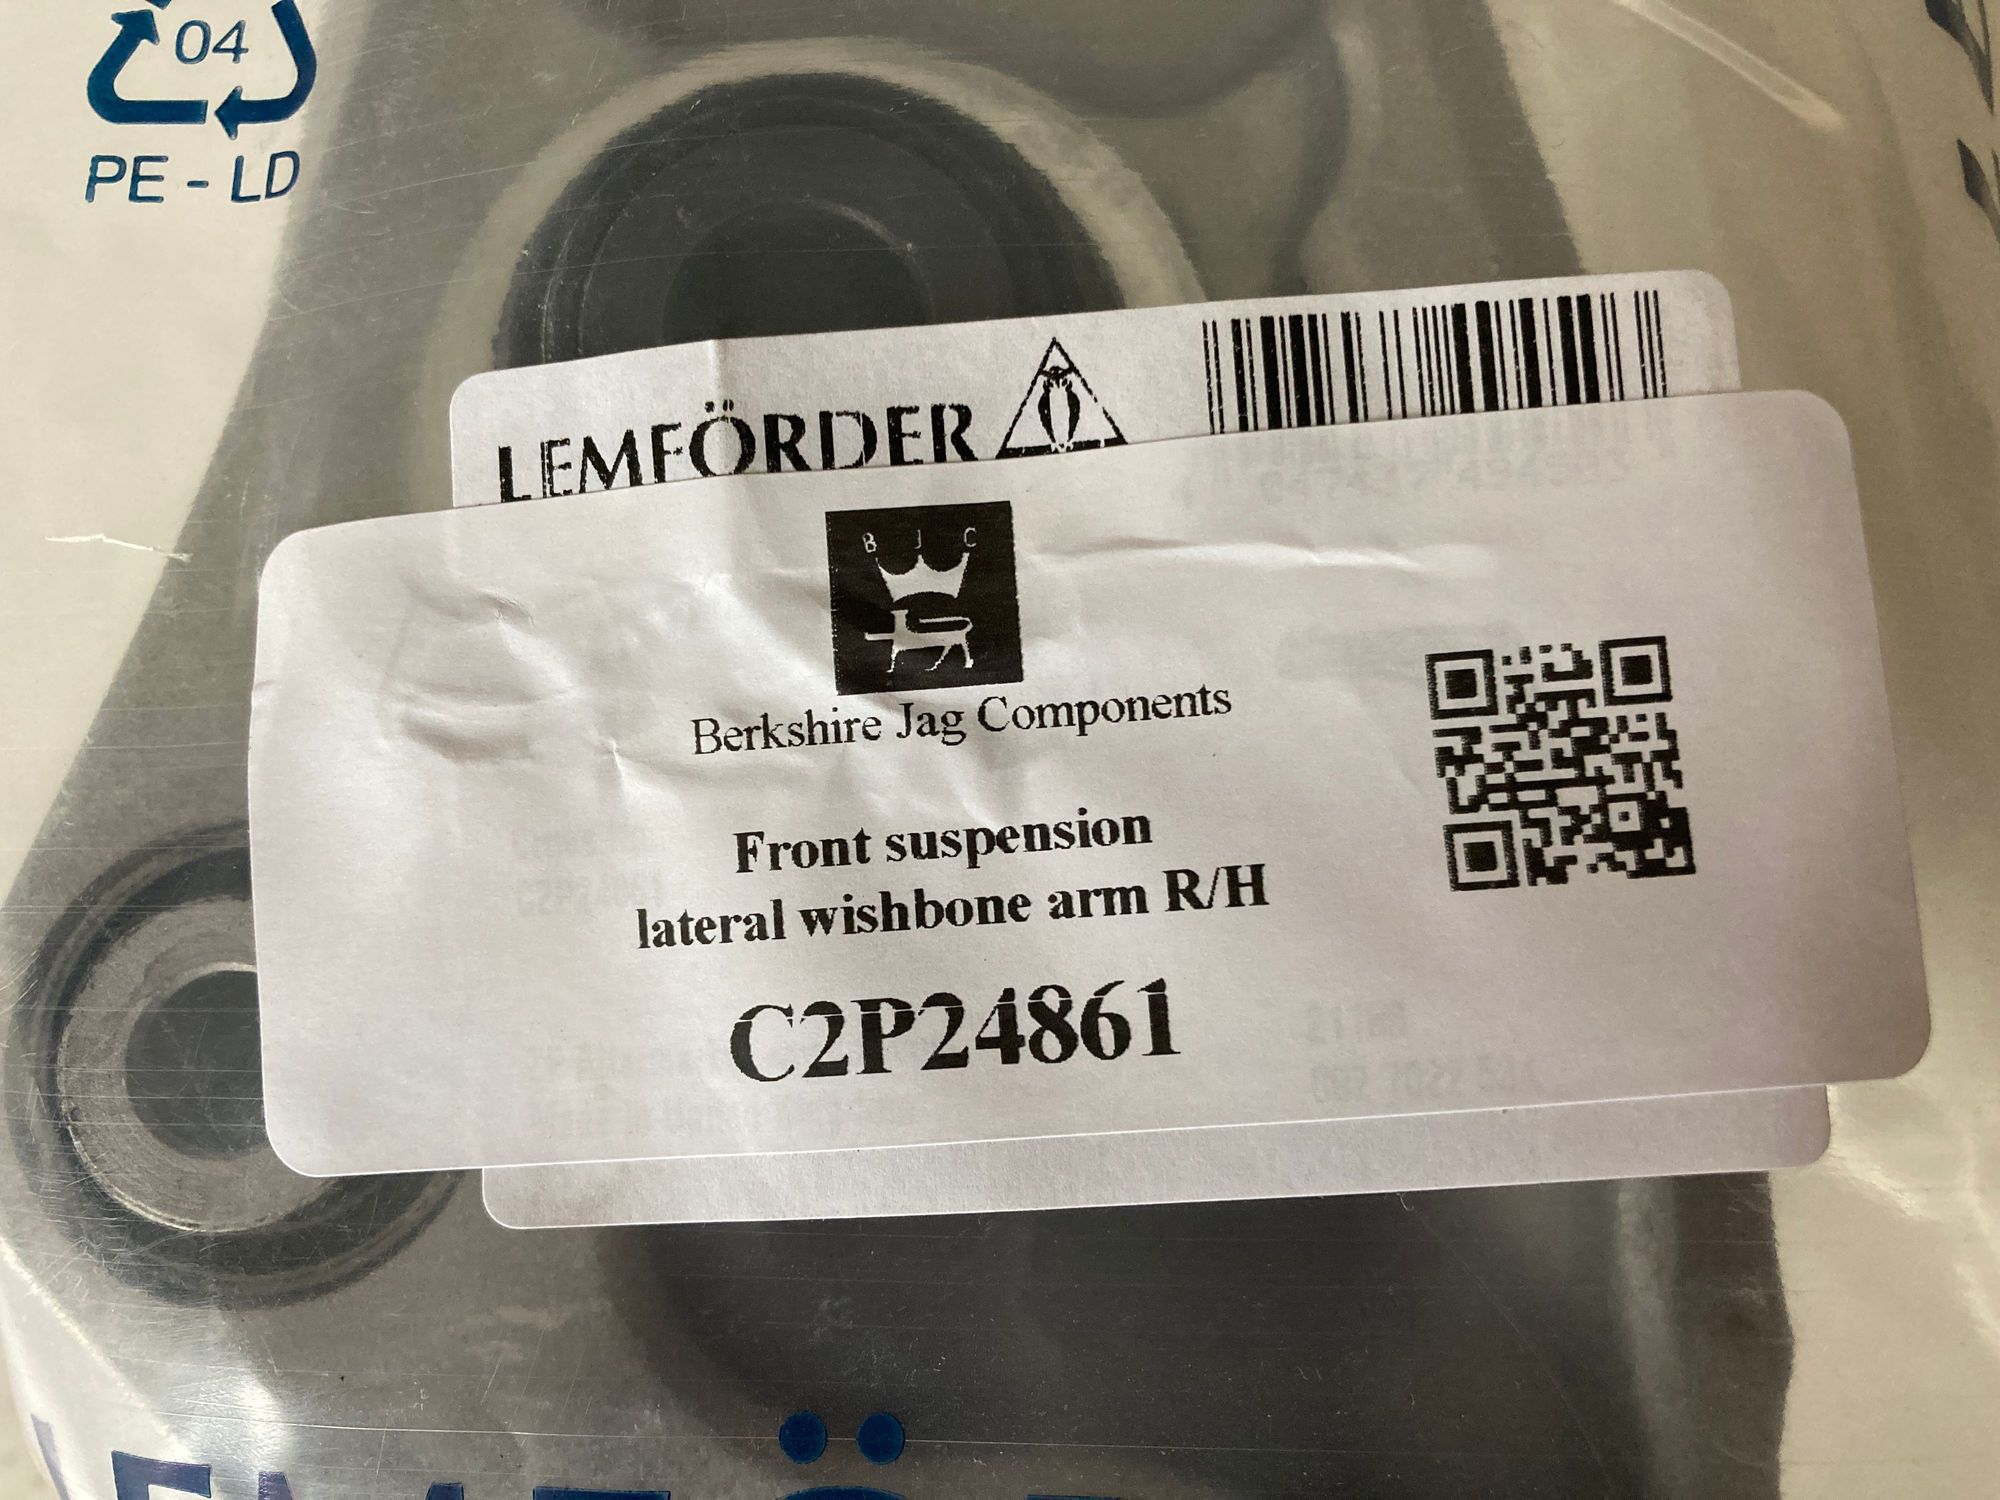 04
PE - LD
LEMFÖRDER
B J C
Berkshire Jag Components
Front suspension
lateral wishbone arm R/H
C2P24861